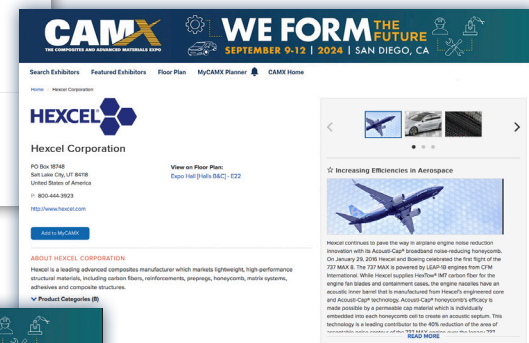 CAMX
THE COMPOSITES AND ADVANCED MATERIALS EXPO
WE FORM THE FUTURE
SEPTEMBER 9-12 | 2024 | SAN DIEGO, CA
Search Exhibitors Featured Exhibitors Floor Plan MyCAMX Planner CAMX Home
Home Hexcel Corporation
HEXCEL
Hexcel Corporation
PO Box 18748
Salt Lake City, UT 84118
United States of America
P: 800-444-3923
http://www.hexcel.com
View on Floor Plan:
Expo Hall [Halls B&C] - E22
Add to MyCAMX
ABOUT HEXCEL CORPORATION
Hexcel is a leading advanced composites manufacturer which markets lightweight, high-performance
structural materials, including carbon fibers, reinforcements, prepregs, honeycomb, matrix systems,
adhesives and composite structures.
Product Categories (8)
☆ Increasing Efficiencies in Aerospace
Hexcel continues to pave the way in airplane engine noise reduction
innovation with its Acousti-Cap® broadband noise-reducing honeycomb.
On January 29, 2016 Hexcel and Boeing celebrated the first flight of the
737 MAX 8. The 737 MAX is powered by LEAP-1B engines from CFM
International. While Hexcel supplies HexTow® IM7 carbon fiber for the
engine fan blades and containment cases, the engine nacelles have an
acoustic inner barrel that is manufactured from Hexcel's engineered core
and Acousti-Cap® technology. Acousti-Cap® honeycomb's efficacy is
made possible by a permeable cap material which is individually
embedded into each honeycomb cell to create an acoustic septum. This
technology is a leading contributor to the 40% reduction of the area of
READ MORE